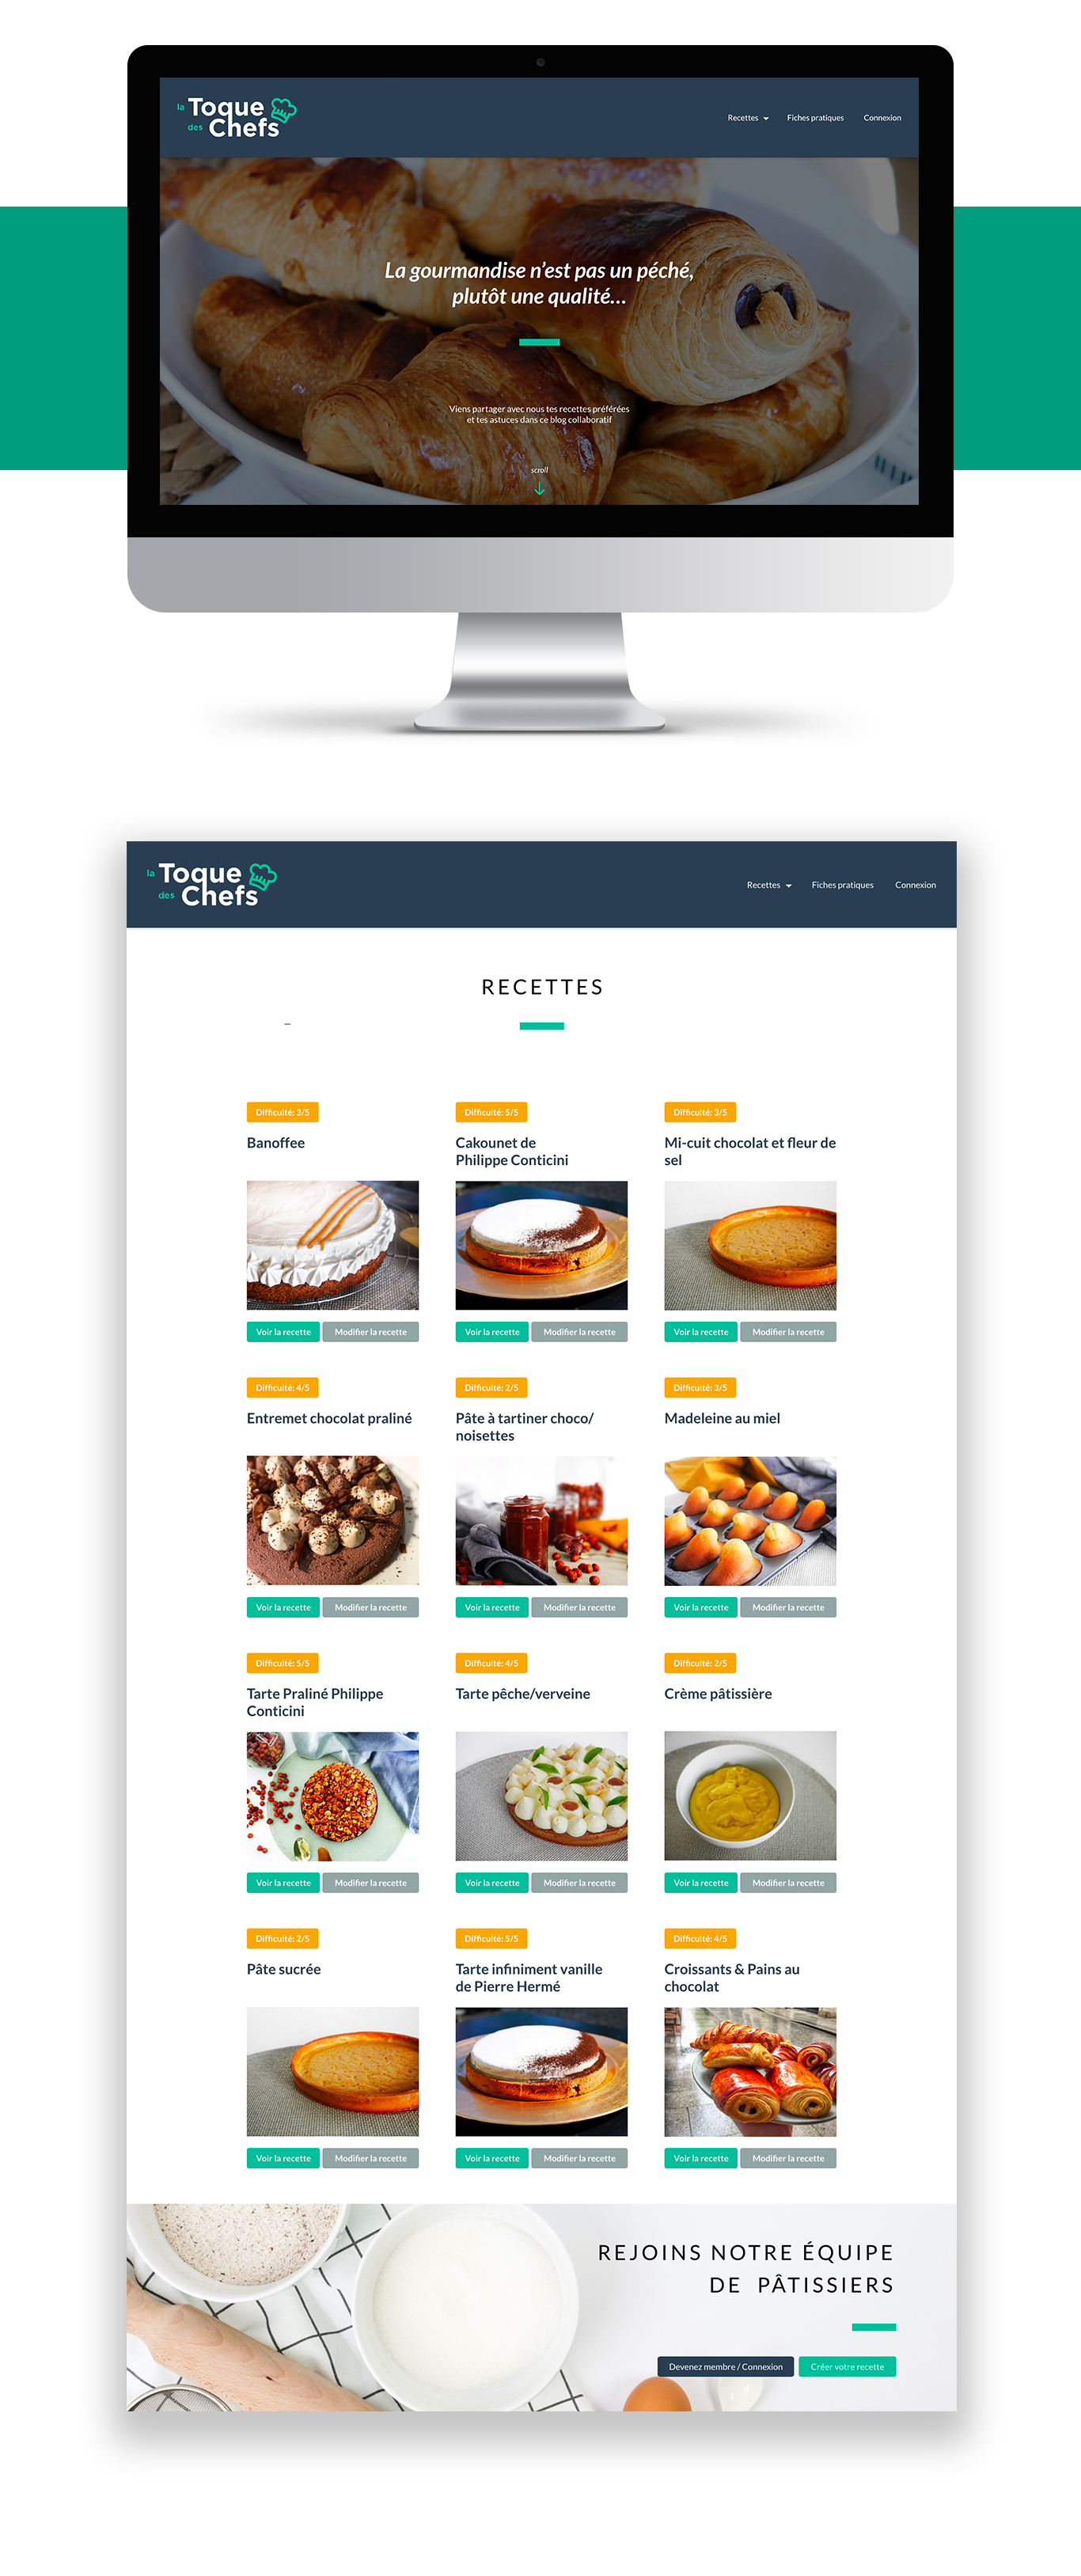 la Toque
des Chefs
Recettes Fiches pratiques Connexion
La gourmandise n’est pas un péché,
plutôt une qualité...
Viens partager avec nous tes recettes préférées
et tes astuces dans ce blog collaboratif
scroll
la Toque
des Chefs
Recettes Fiches pratiques Connexion
RECETTES
Difficulté: 3/5
Banoffee
Voir la recette Modifier la recette
Difficulté: 5/5
Cakounet de
Philippe Conticini
Voir la recette Modifier la recette
Difficulté: 3/5
Mi-cuit chocolat et fleur de
sel
Voir la recette Modifier la recette
Difficulté: 4/5
Entremet chocolat praliné
Voir la recette Modifier la recette
Difficulté: 2/5
Pâte à tartiner choco/
noisettes
Voir la recette Modifier la recette
Difficulté: 3/5
Madeleine au miel
Voir la recette Modifier la recette
Difficulté: 5/5
Tarte Praliné Philippe
Conticini
Voir la recette Modifier la recette
Difficulté: 4/5
Tarte pêche/verveine
Voir la recette Modifier la recette
Difficulté: 2/5
Crème pâtissière
Voir la recette Modifier la recette
Difficulté: 2/5
Pâte sucrée
Voir la recette Modifier la recette
Difficulté: 5/5
Tarte infiniment vanille
de Pierre Hermé
Voir la recette Modifier la recette
Difficulté: 4/5
Croissants & Pains au
chocolat
Voir la recette Modifier la recette
REJOINS NOTRE ÉQUIPE
DE PÂTISSIERS
Devenez membre / Connexion Créer votre recette